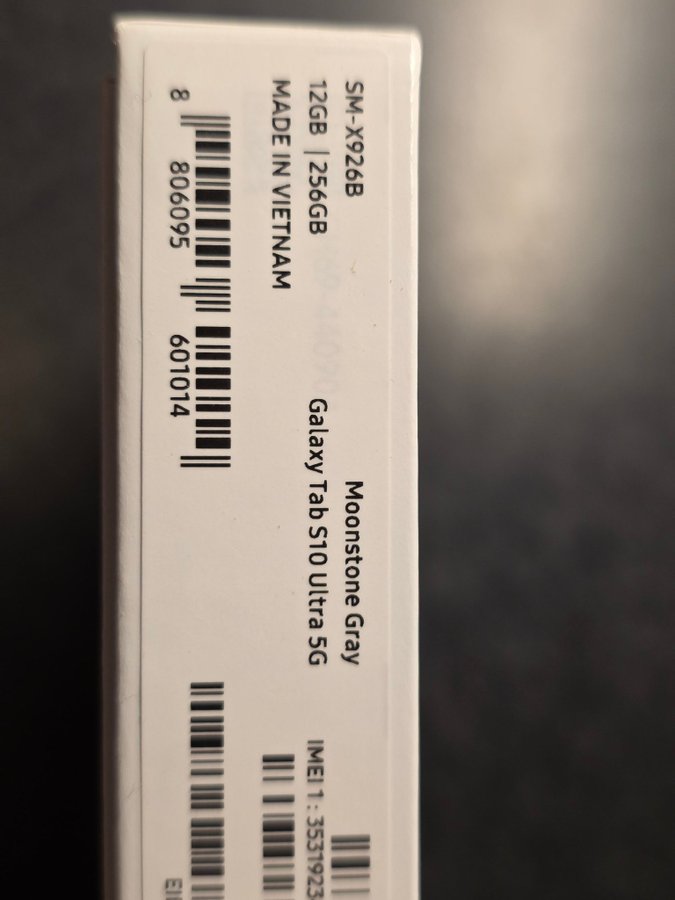 SM-X926B
Moonstone Gray
12GB | 256GB
Galaxy Tab S10 Ultra 5G
MADE IN VIETNAM
8 806095 601014
IMEI 1 : 3531923